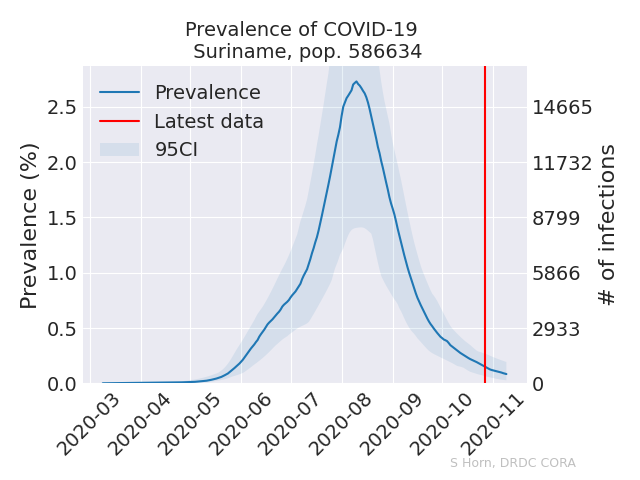 Prevalence of COVID-19
Suriname, pop. 586634
Prevalence
Latest data
95CI
Prevalence (%)
2.5
2.0
1.5
1.0
0.5
0.0
14665
11732
8799
5866
2933
0
# of infections
2020-03
2020-04
2020-05
2020-06
2020-07
2020-08
2020-09
2020-10
2020-11
S Horn, DRDC CORA